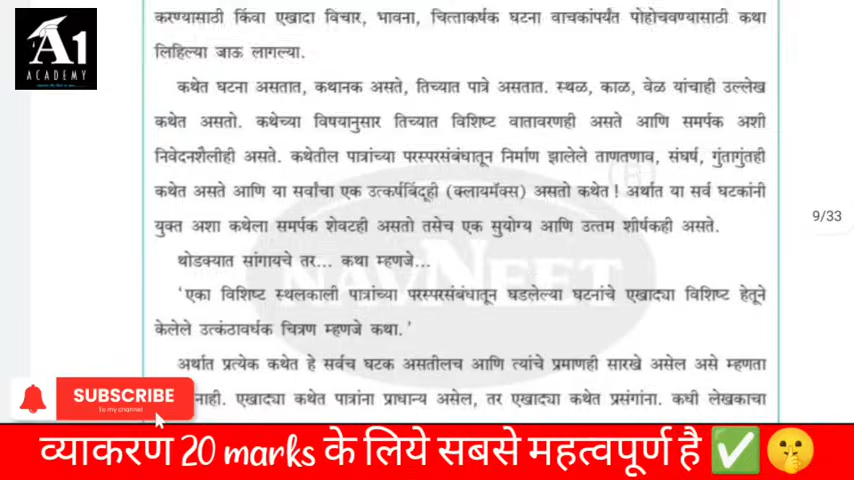 A1
ACADEMY
करण्यासाठी किंवा एखादा विचार, भावना, चित्ताकर्षक घटना वाचकांपर्यंत पोहोचवण्यासाठी कथा
लिहिल्या जाऊ लागल्या.
कथेत घटना असतात, कथानक असते, तिच्यात पात्रे असतात. स्थळ, काळ, वेळ यांचाही उल्लेख
कथेत असतो. कथेच्या विषयानुसार तिच्यात विशिष्ट वातावरणही असते आणि समर्पक अशी
निवेदनशैलीही असते. कथेतील पात्रांच्या परस्परसंबंधातून निर्माण झालेले ताणतणाव, संघर्ष, गुंतागुंतही
कथेत असते आणि या सर्वांचा एक उत्कर्षबिंदूही (क्लायमॅक्स) असतो कथेत! अर्थात या सर्व घटकांनी
युक्त अशा कथेला समर्पक शेवटही असतो तसेच एक सुयोग्य आणि उत्तम शीर्षकही असते.
9/33
थोडक्यात सांगायचे तर... कथा म्हणजे...
NAVNEET
'एका विशिष्ट स्थलकाली पात्रांच्या परस्परसंबंधातून घडलेल्या घटनांचे एखाद्या विशिष्ट हेतूने
केलेले उत्कंठावर्धक चित्रण म्हणजे कथा.'
अर्थात प्रत्येक कथेत हे सर्वच घटक असतीलच आणि त्यांचे प्रमाणही सारखे असेल असे म्हणता
नाही. एखाद्या कथेत पात्रांना प्राधान्य असेल, तर एखाद्या कथेत प्रसंगांना. कधी लेखकाचा
SUBSCRIBE
To my channel
व्याकरण 20 marks के लिये सबसे महत्वपूर्ण है ✅🤫